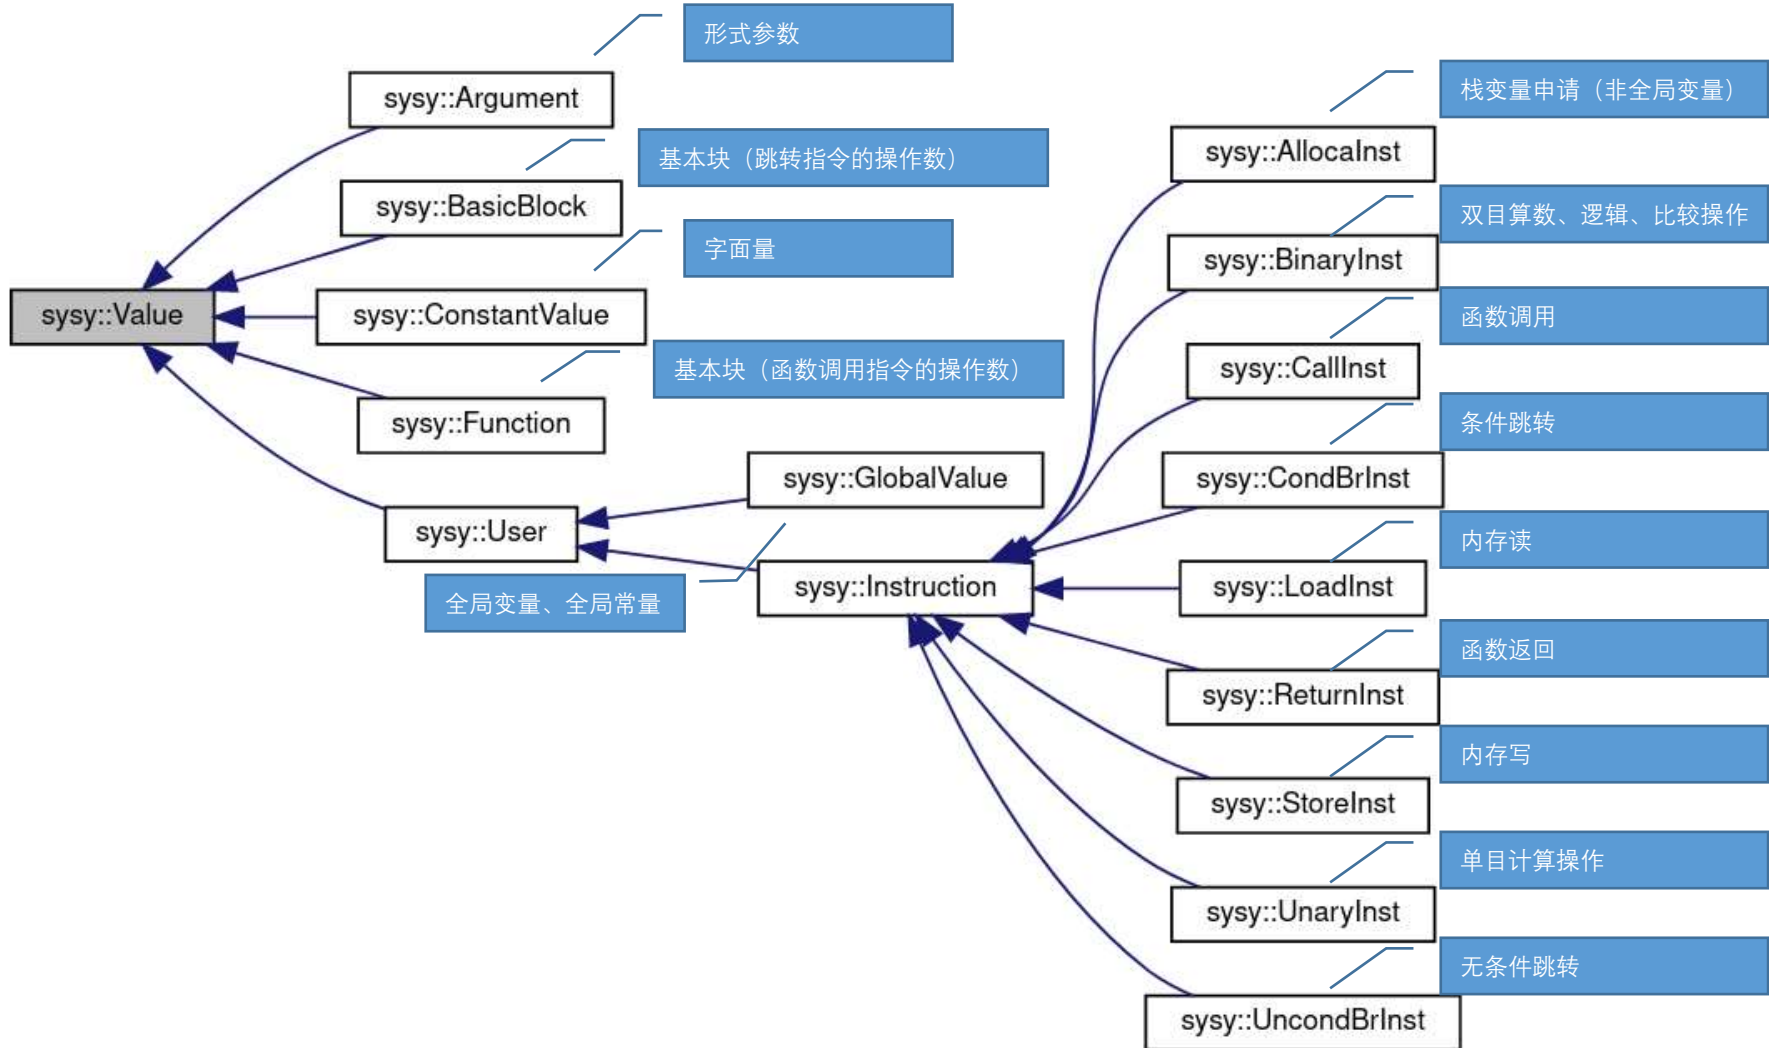 形式参数
sysy::Argument
基本块（跳转指令的操作数）
sysy::BasicBlock
字面量
sysy::Value
sysy::ConstantValue
基本块（函数调用指令的操作数）
sysy::Function
sysy::GlobalValue
sysy::User
全局变量、全局常量
sysy::Instruction
栈变量申请（非全局变量）
sysy::AllocaInst
双目算数、逻辑、比较操作
sysy::BinaryInst
函数调用
sysy::CallInst
条件跳转
sysy::CondBrInst
内存读
sysy::LoadInst
函数返回
sysy::ReturnInst
内存写
sysy::StoreInst
单目计算操作
sysy::UnaryInst
无条件跳转
sysy::UncondBrInst